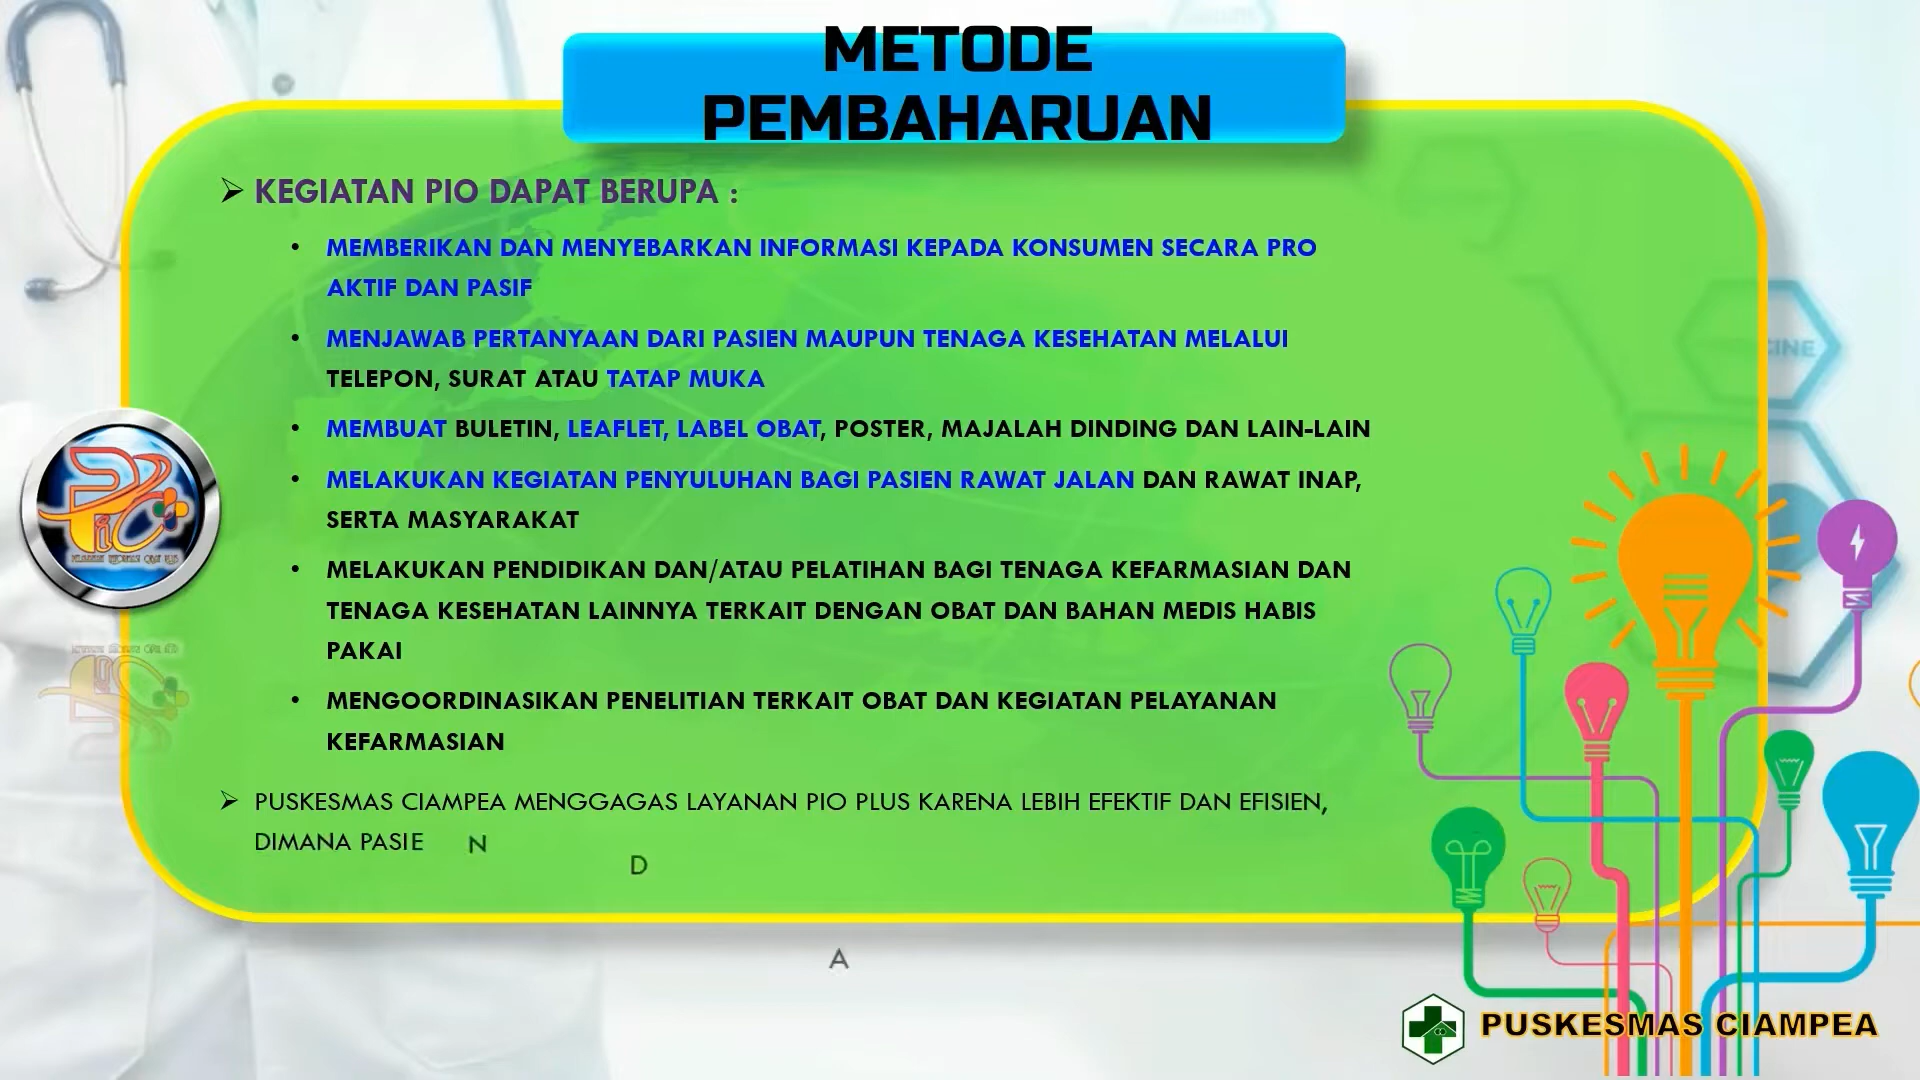 METODE
PEMBAHARUAN
➢ KEGIATAN PIO DAPAT BERUPA :
• MEMBERIKAN DAN MENYEBARKAN INFORMASI KEPADA KONSUMEN SECARA PRO
AKTIF DAN PASIF
• MENJAWAB PERTANYAAN DARI PASIEN MAUPUN TENAGA KESEHATAN MELALUI
TELEPON, SURAT ATAU TATAP MUKA
• MEMBUAT BULETIN, LEAFLET, LABEL OBAT, POSTER, MAJALAH DINDING DAN LAIN-LAIN
• MELAKUKAN KEGIATAN PENYULUHAN BAGI PASIEN RAWAT JALAN DAN RAWAT INAP,
SERTA MASYARAKAT
• MELAKUKAN PENDIDIKAN DAN/ATAU PELATIHAN BAGI TENAGA KEFARMASIAN DAN
TENAGA KESEHATAN LAINNYA TERKAIT DENGAN OBAT DAN BAHAN MEDIS HABIS
PAKAI
• MENGOORDINASIKAN PENELITIAN TERKAIT OBAT DAN KEGIATAN PELAYANAN
KEFARMASIAN
➢ PUSKESMAS CIAMPEA MENGGAGAS LAYANAN PIO PLUS KARENA LEBIH EFEKTIF DAN EFISIEN,
DIMANA PASIE N
D
A
PUSKESMAS CIAMPEA